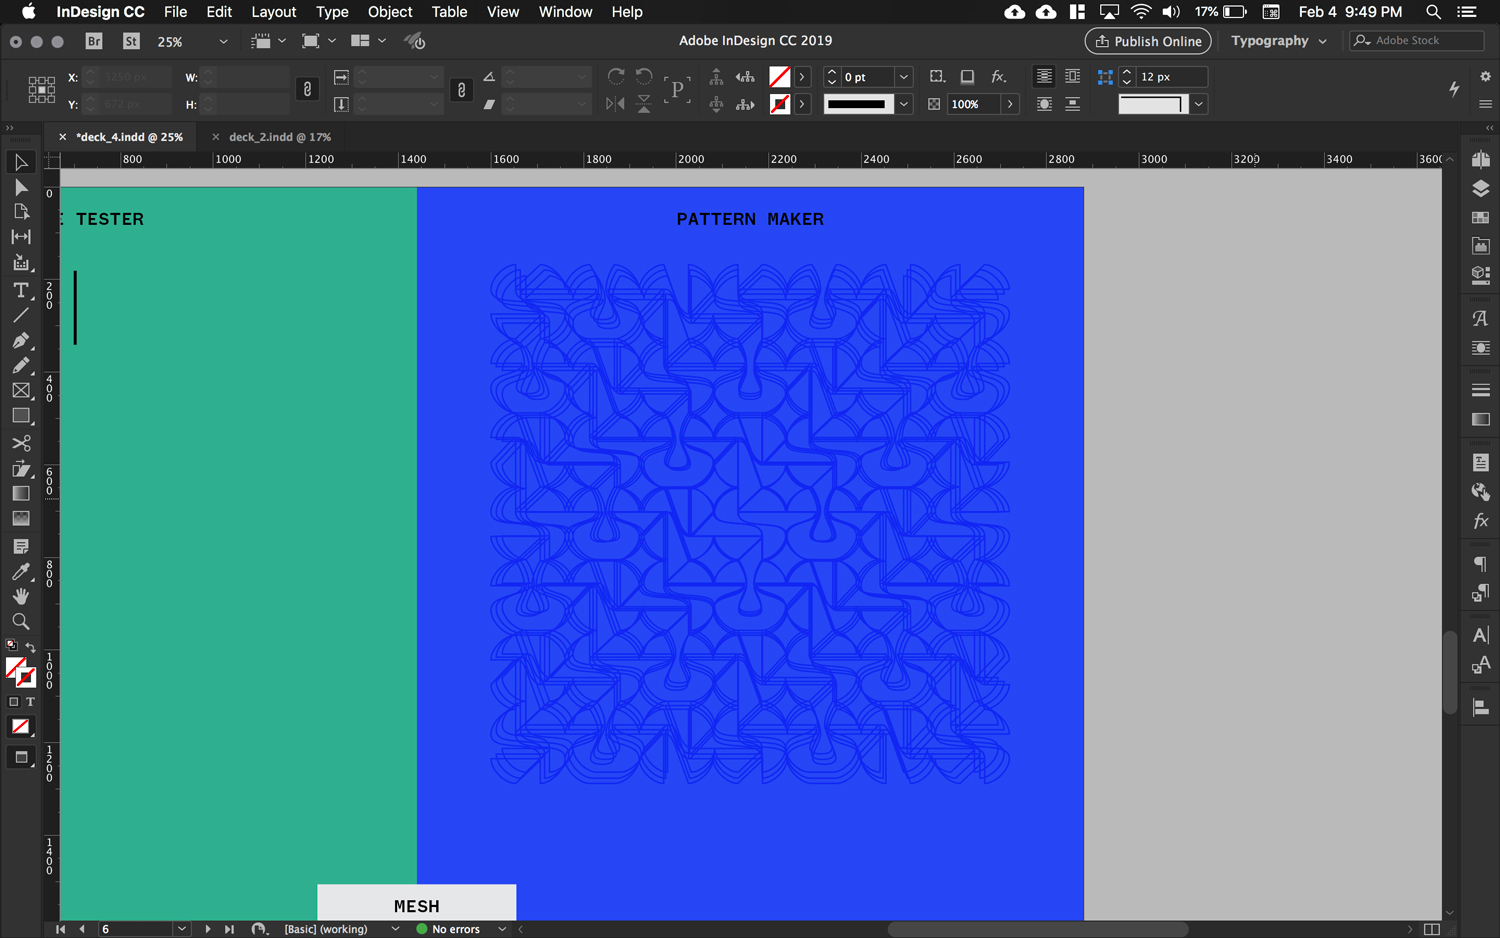 InDesign CC File Edit Layout Type Object Table View Window Help 17% Feb 4 9:49 PM
Br St 25% Adobe InDesign CC 2019 Publish Online Typography Adobe Stock
X: 3250 px W: 0 pt fx. 12 px
Y: 672 px H: P 100%
× *deck_4.indd @ 25% × deck_2.indd @ 17%
800 1000 1200 1400 1600 1800 2000 2200 2400 2600 2800 3000 3200 3400 3600
0
200
400
600
800
1000
1200
1400
TESTER
PATTERN MAKER
MESH
T
T
A
fx
A
A
6 [Basic] (working) No errors